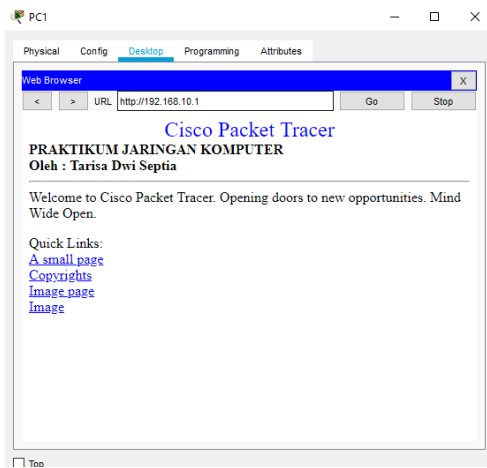 PC1
Physical Config Desktop Programming Attributes
Web Browser X
< > URL http://192.168.10.1 Go Stop
Cisco Packet Tracer
PRAKTIKUM JARINGAN KOMPUTER
Oleh : Tarisa Dwi Septia
Welcome to Cisco Packet Tracer. Opening doors to new opportunities. Mind
Wide Open.
Quick Links:
A small page
Copyrights
Image page
Image
Top